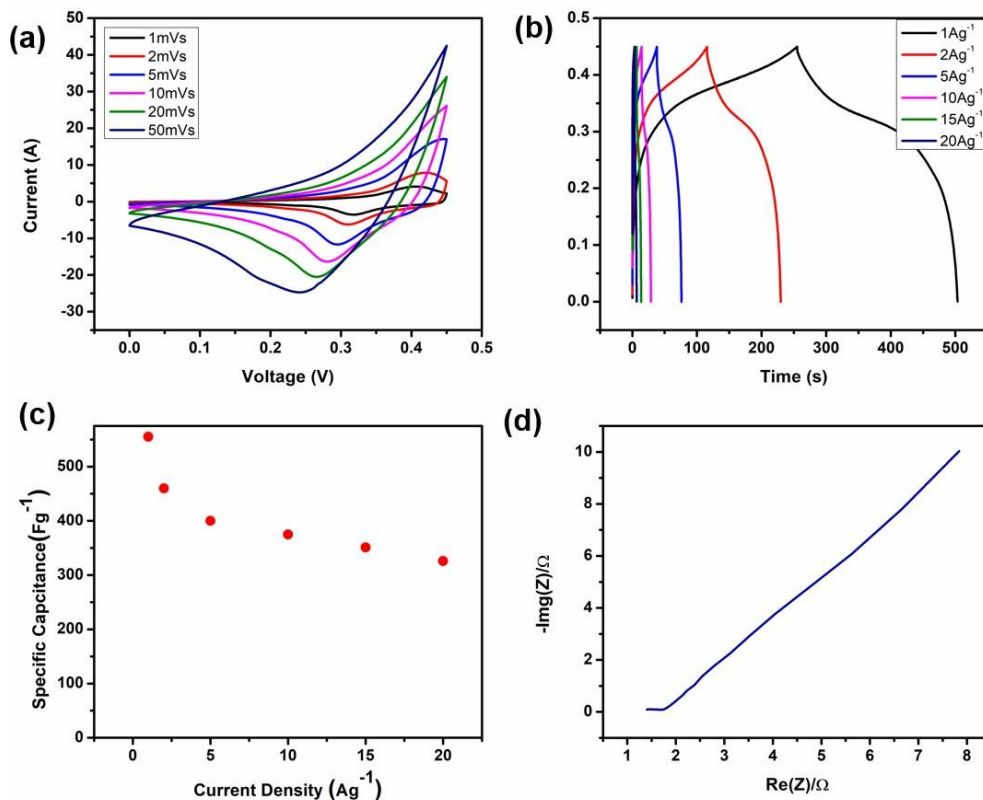 (a)
1mVs
2mVs
5mVs
10mVs
20mVs
50mVs
Current (A)
50
40
30
20
10
0
-10
-20
-30
0.0 0.1 0.2 0.3 0.4 0.5
Voltage (V)
(b)
1Ag⁻¹
2Ag⁻¹
5Ag⁻¹
10Ag⁻¹
15Ag⁻¹
20Ag⁻¹
0.5
0.4
0.3
0.2
0.1
0.0
0 100 200 300 400 500
Time (s)
(c)
Specific Capcitance(Fg⁻¹)
500
400
300
200
100
0
0 5 10 15 20
Current Density (Ag⁻¹)
(d)
-Img(Z)/Ω
10
8
6
4
2
0
1 2 3 4 5 6 7 8
Re(Z)/Ω